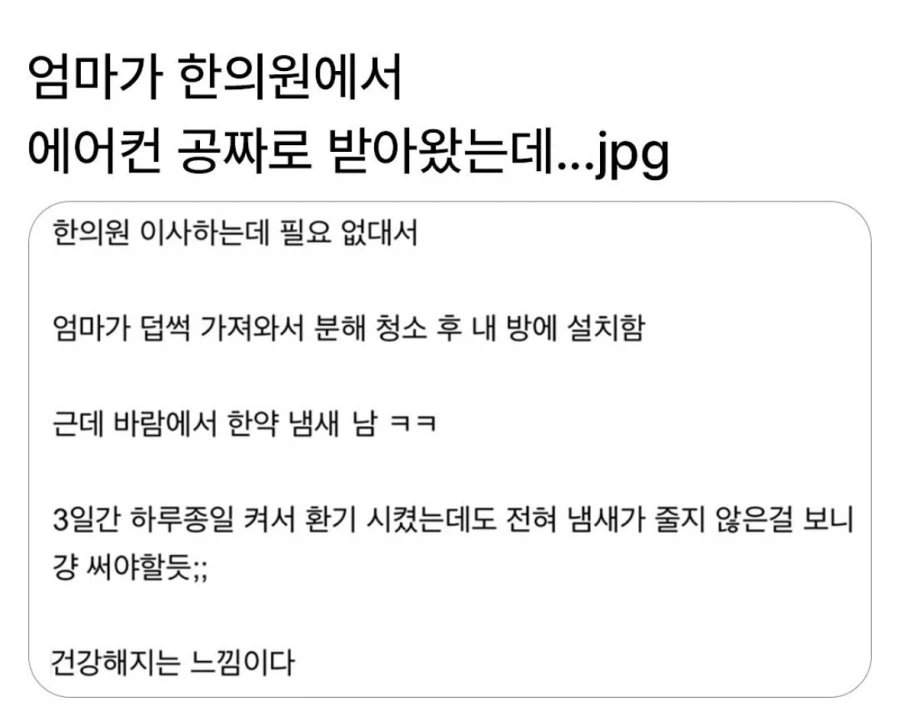 엄마가 한의원에서
에어컨 공짜로 받아왔는데...jpg
한의원 이사하는데 필요 없대서
엄마가 덥썩 가져와서 분해 청소 후 내 방에 설치함
근데 바람에서 한약 냄새 남 ㅋㅋ
3일간 하루종일 켜서 환기 시켰는데도 전혀 냄새가 줄지 않은걸 보니
걍 써야할듯;;
건강해지는 느낌이다